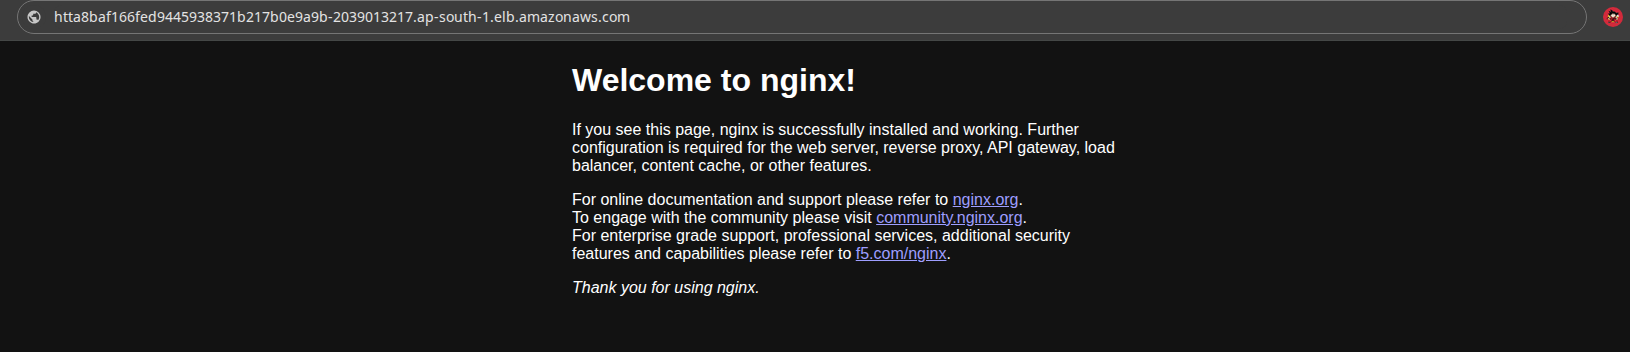 htta8baf166fed9445938371b217b0e9a9b-2039013217.ap-south-1.elb.amazonaws.com
Welcome to nginx!
If you see this page, nginx is successfully installed and working. Further
configuration is required for the web server, reverse proxy, API gateway, load
balancer, content cache, or other features.
For online documentation and support please refer to nginx.org.
To engage with the community please visit community.nginx.org.
For enterprise grade support, professional services, additional security
features and capabilities please refer to f5.com/nginx.
Thank you for using nginx.